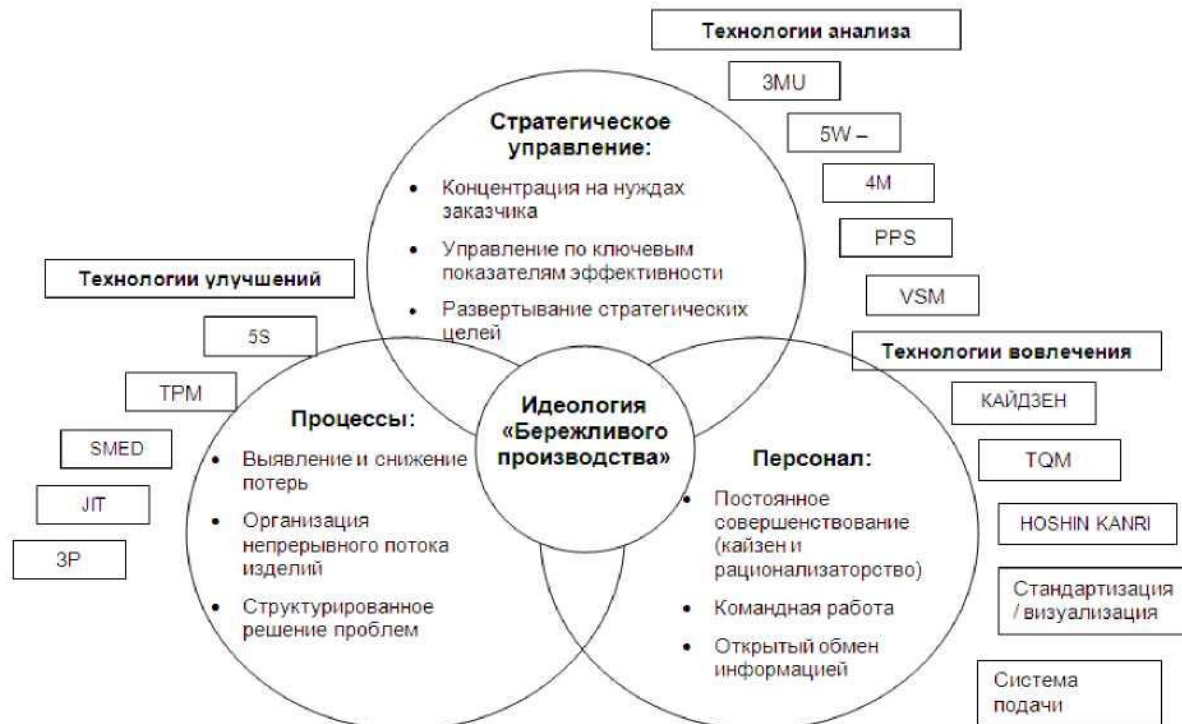 Технологии анализа
3MU
5W –
4M
PPS
VSM
Стратегическое
управление:
• Концентрация на нуждах
заказчика
• Управление по ключевым
показателям эффективности
• Развертывание стратегических
целей
Технологии улучшений
5S
TPM
SMED
JIT
3P
Процессы:
• Выявление и снижение
потерь
• Организация
непрерывного потока
изделий
• Структурированное
решение проблем
Идеология
«Бережливого
производства»
Технологии вовлечения
КАЙДЗЕН
TQM
HOSHIN KANRI
Стандартизация
/ визуализация
Система
подачи
Персонал:
• Постоянное
совершенствование
(кайзен и
рационализаторство)
• Командная работа
• Открытый обмен
информацией